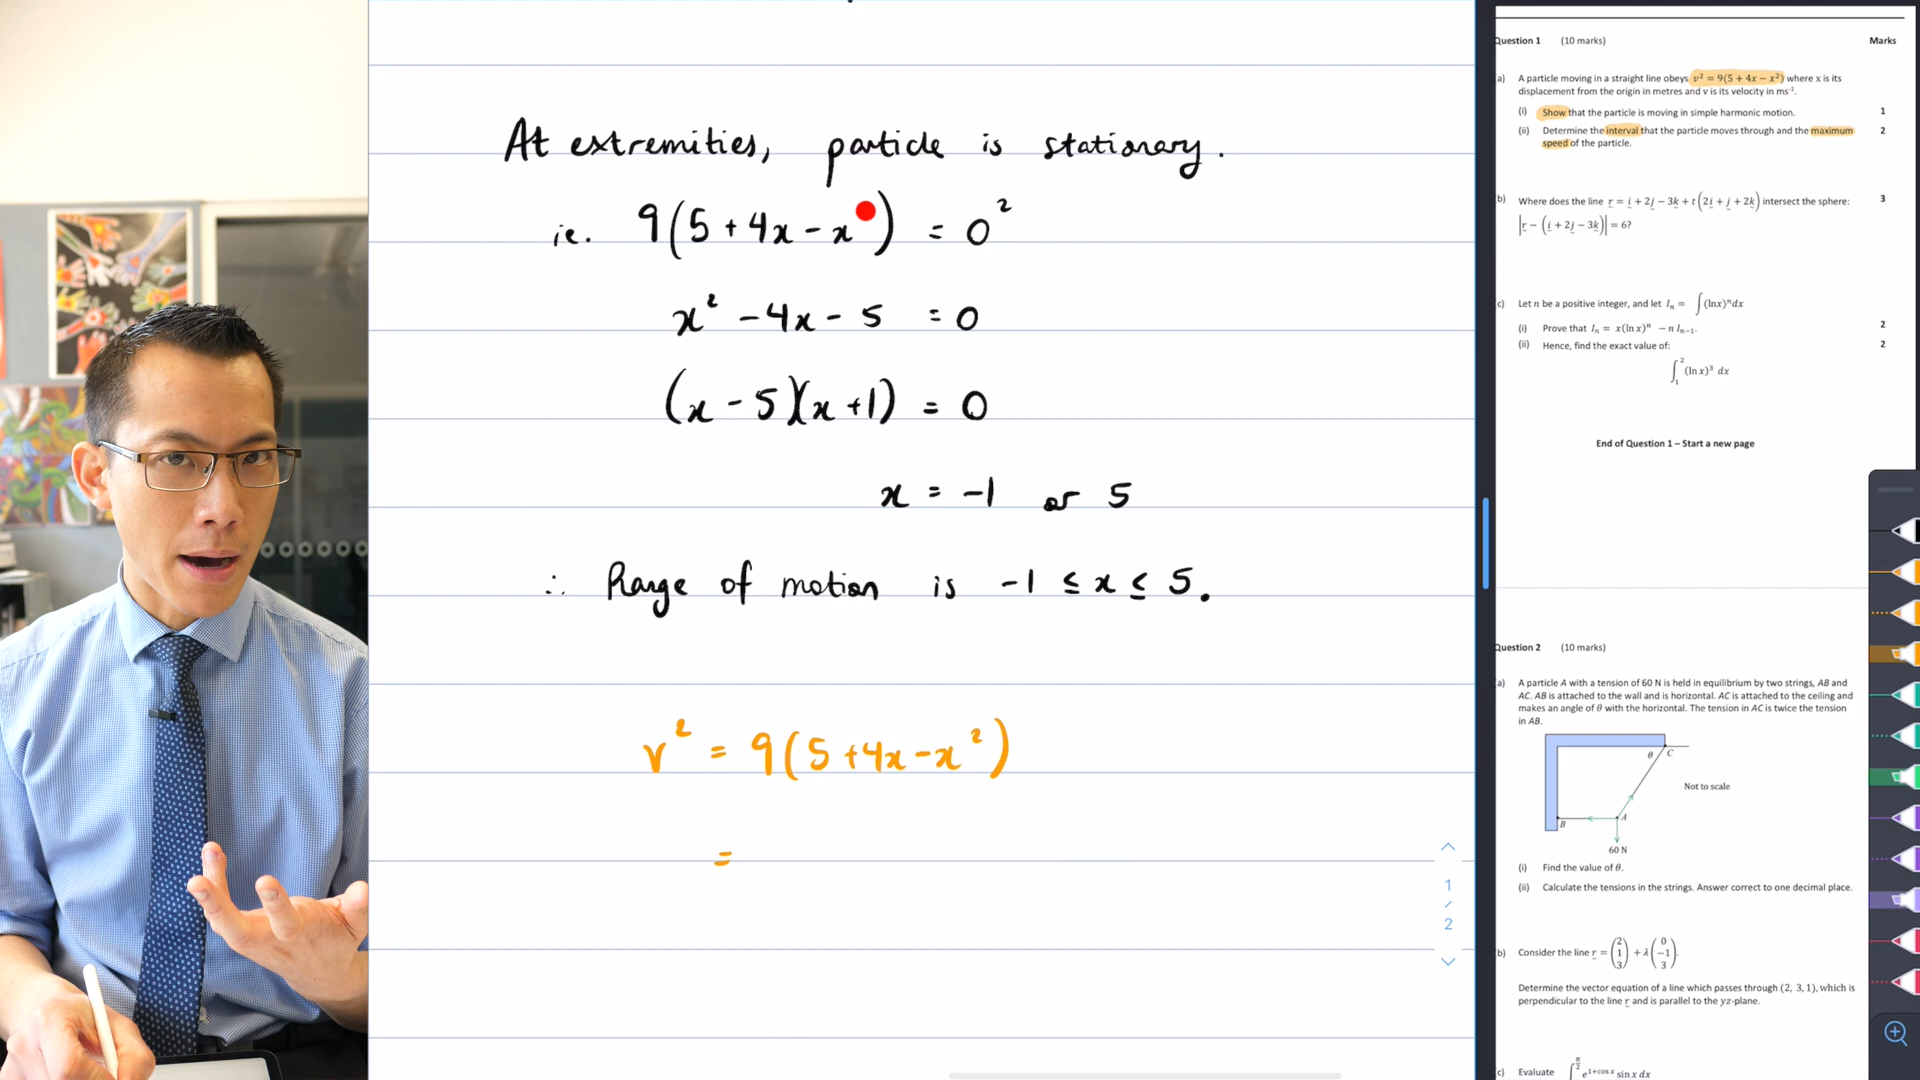 At extremities, particle is stationary.
ie. 9(5 + 4x - x ) = 0²
x² - 4x - 5 = 0
(x - 5)(x + 1) = 0
x = -1 or 5
∴ Range of motion is -1 ≤ x ≤ 5.
v² = 9(5 + 4x - x²)
=
1
/
2
Question 1 (10 marks) Marks
a) A particle moving in a straight line obeys v² = 9(5 + 4x − x²) where x is its
displacement from the origin in metres and v is its velocity in ms⁻¹.
(i) Show that the particle is moving in simple harmonic motion. 1
(ii) Determine the interval that the particle moves through and the maximum 2
speed of the particle.
b) Where does the line r = i + 2j − 3k + t(2i + j + 2k) intersect the sphere: 3
|r − (i + 2j − 3k)| = 6?
c) Let n be a positive integer, and let Iₙ = ∫(lnx)ⁿdx
(i) Prove that Iₙ = x(ln x)ⁿ − n Iₙ₋₁. 2
(ii) Hence, find the exact value of: 2
∫₁² (ln x)³ dx
End of Question 1 – Start a new page
Question 2 (10 marks)
a) A particle A with a tension of 60 N is held in equilibrium by two strings, AB and
AC. AB is attached to the wall and is horizontal. AC is attached to the ceiling and
makes an angle of θ with the horizontal. The tension in AC is twice the tension
in AB.
θ C
Not to scale
B A
60 N
(i) Find the value of θ.
(ii) Calculate the tensions in the strings. Answer correct to one decimal place.
b) Consider the line r = (2 1 3) + λ(0 −1 3).
Determine the vector equation of a line which passes through (2, 3, 1), which is
perpendicular to the line r and is parallel to the yz-plane.
c) Evaluate ∫ π/2 e^(1+cos x) sin x dx